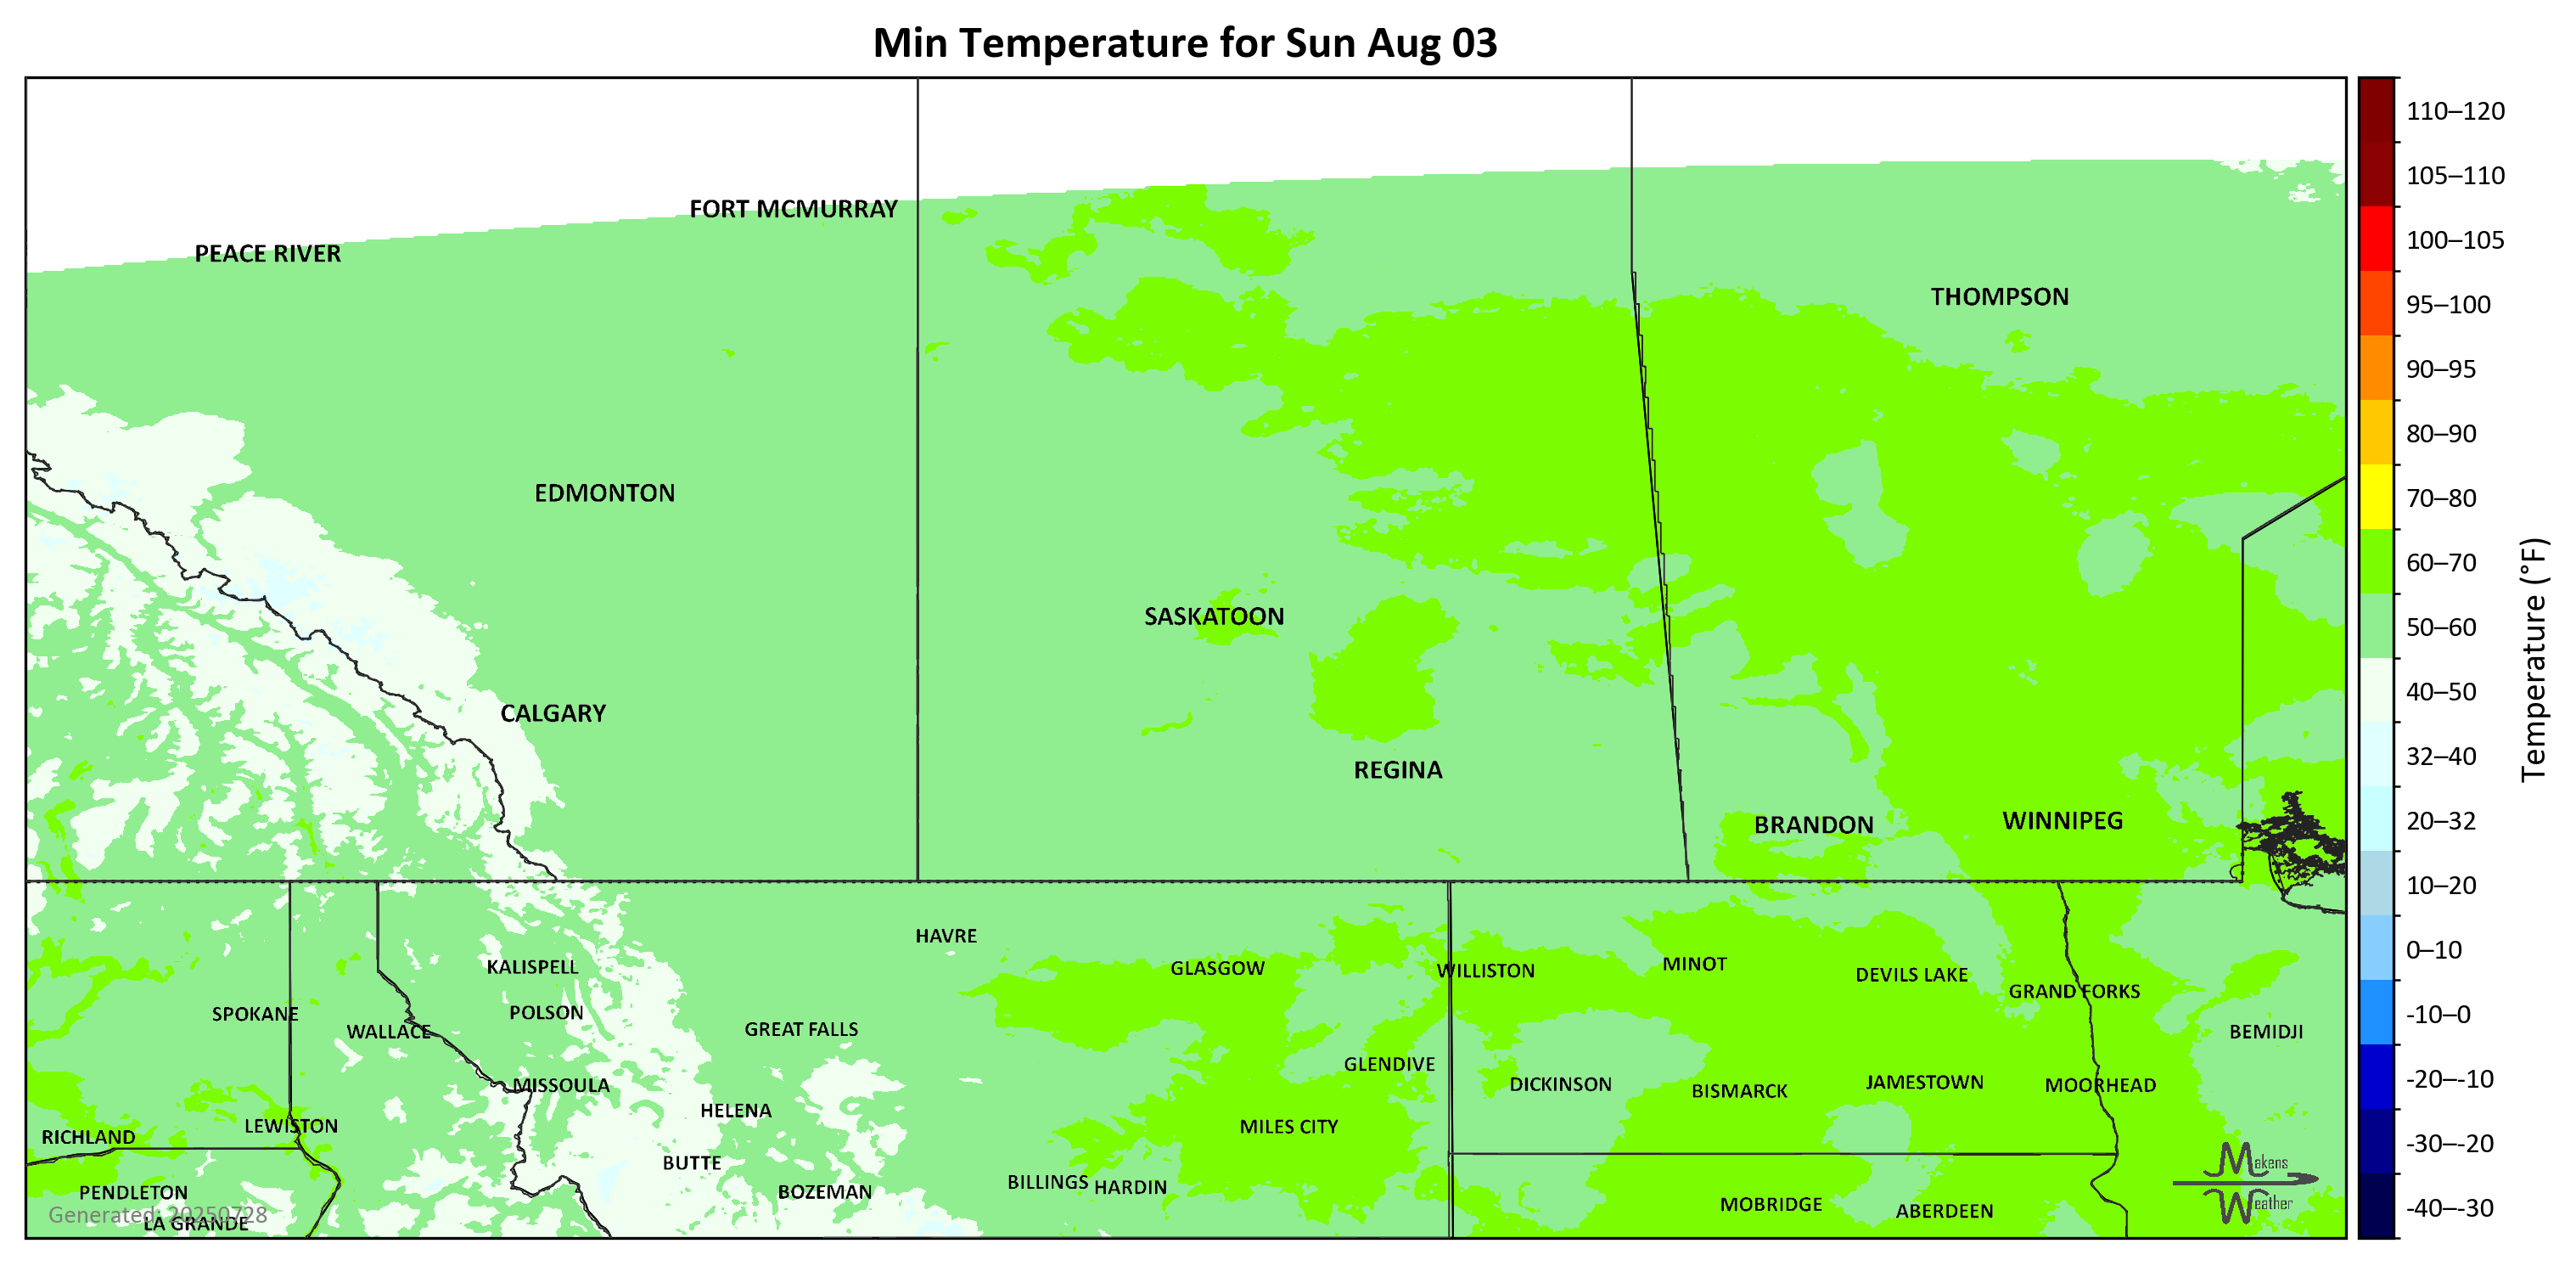 Min Temperature for Sun Aug 03
110–120
105–110
FORT MCMURRAY
100–105
PEACE RIVER
THOMPSON
95–100
90–95
80–90
EDMONTON
70–80
60–70
SASKATOON
50–60
Temperature (°F)
40–50
CALGARY
32–40
REGINA
20–32
BRANDON
WINNIPEG
10–20
HAVRE
0–10
KALISPELL
GLASGOW
WILLISTON
MINOT
DEVILS LAKE
GRAND FORKS
SPOKANE
POLSON
-10–0
WALLACE
GREAT FALLS
BEMIDJI
GLENDIVE
-20–-10
MISSOULA
DICKINSON
BISMARCK
JAMESTOWN
MOORHEAD
HELENA
LEWISTON
MILES CITY
RICHLAND
-30–-20
BUTTE
Makens
Weather
PENDLETON
BOZEMAN
BILLINGS
HARDIN
MOBRIDGE
ABERDEEN
-40–-30
Generated: 20250728
LA GRANDE